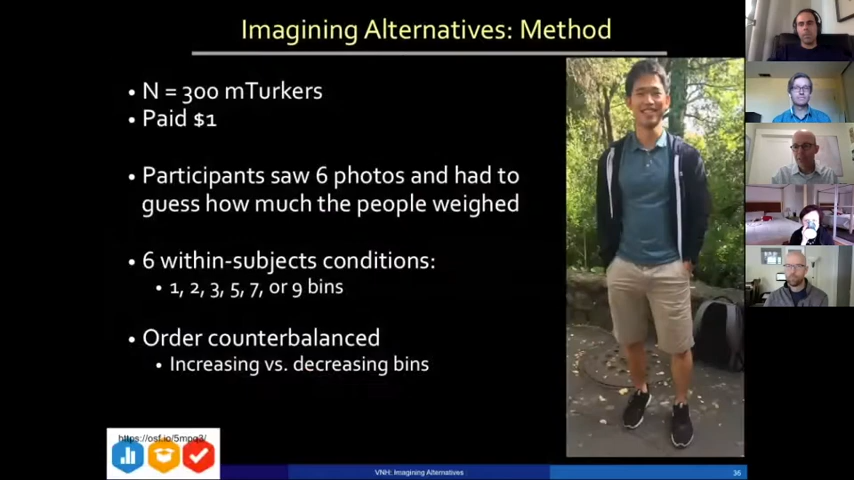 Imagining Alternatives: Method
• N = 300 mTurkers
• Paid $1
• Participants saw 6 photos and had to
guess how much the people weighed
• 6 within-subjects conditions:
• 1, 2, 3, 5, 7, or 9 bins
• Order counterbalanced
• Increasing vs. decreasing bins
https://osf.io/5mpq3/
VNH: Imagining Alternatives
36